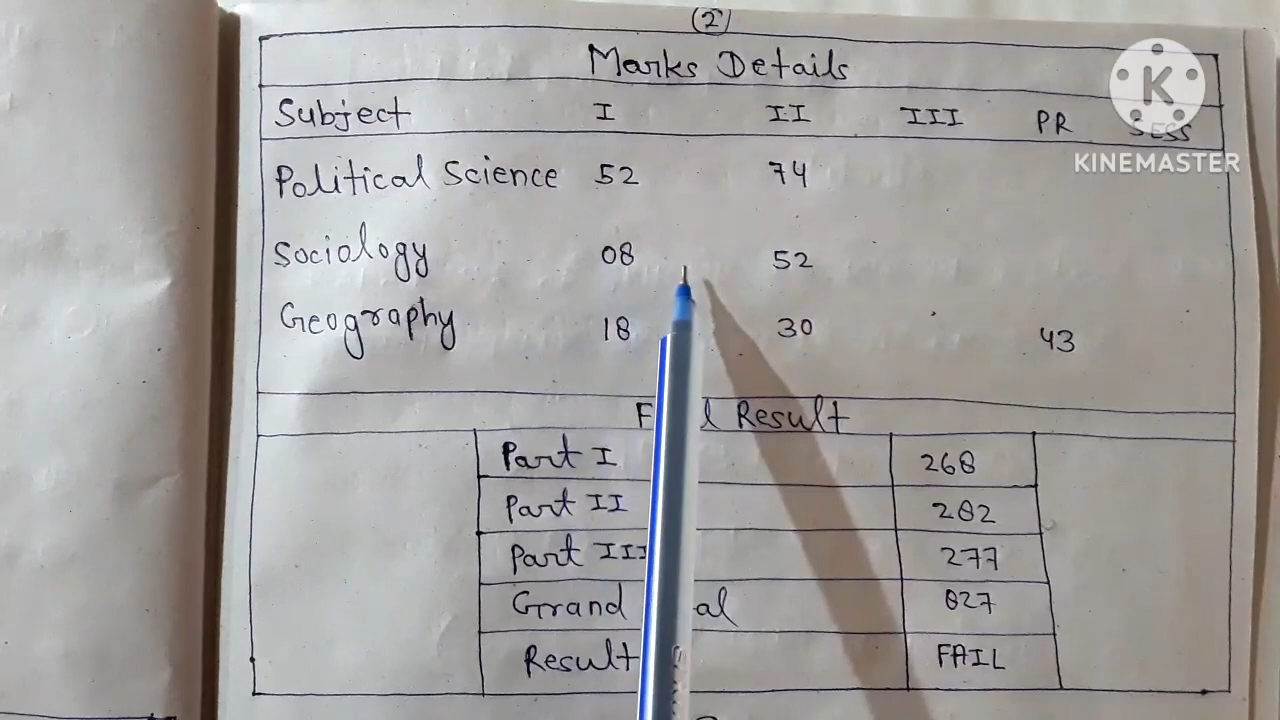 (2)
Marks Details
Subject I II III PR SESS
Political Science 52 74
Sociology 08 52
Geography 18 30 43
Result
Part I 268
Part II 282
Part III 277
Grand 827
Result FAIL
K
KINEMASTER